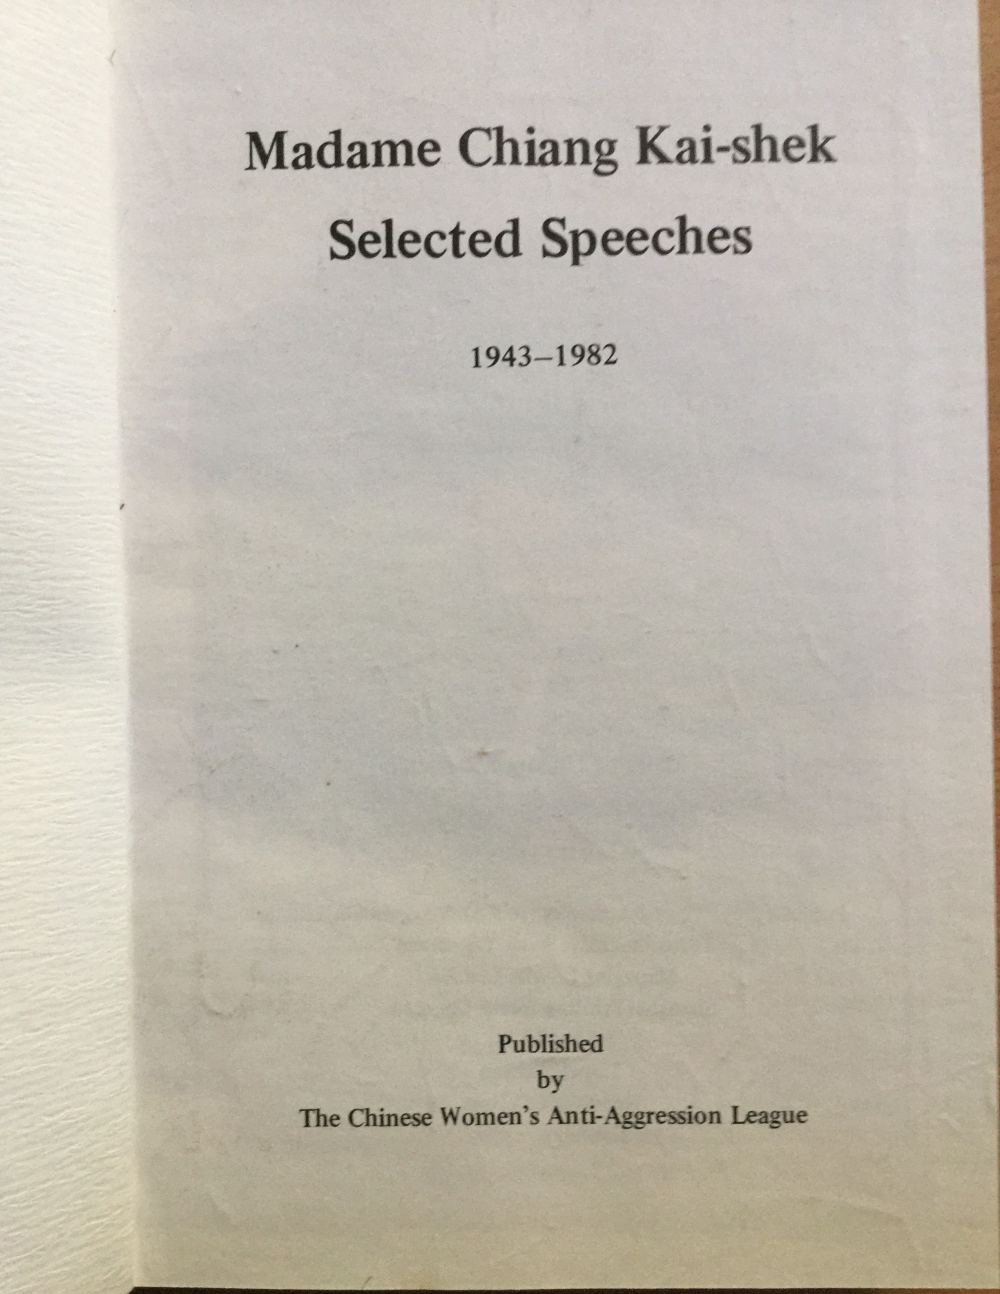 Madame Chiang Kai-shek
Selected Speeches
1943–1982
Published
by
The Chinese Women's Anti-Aggression League